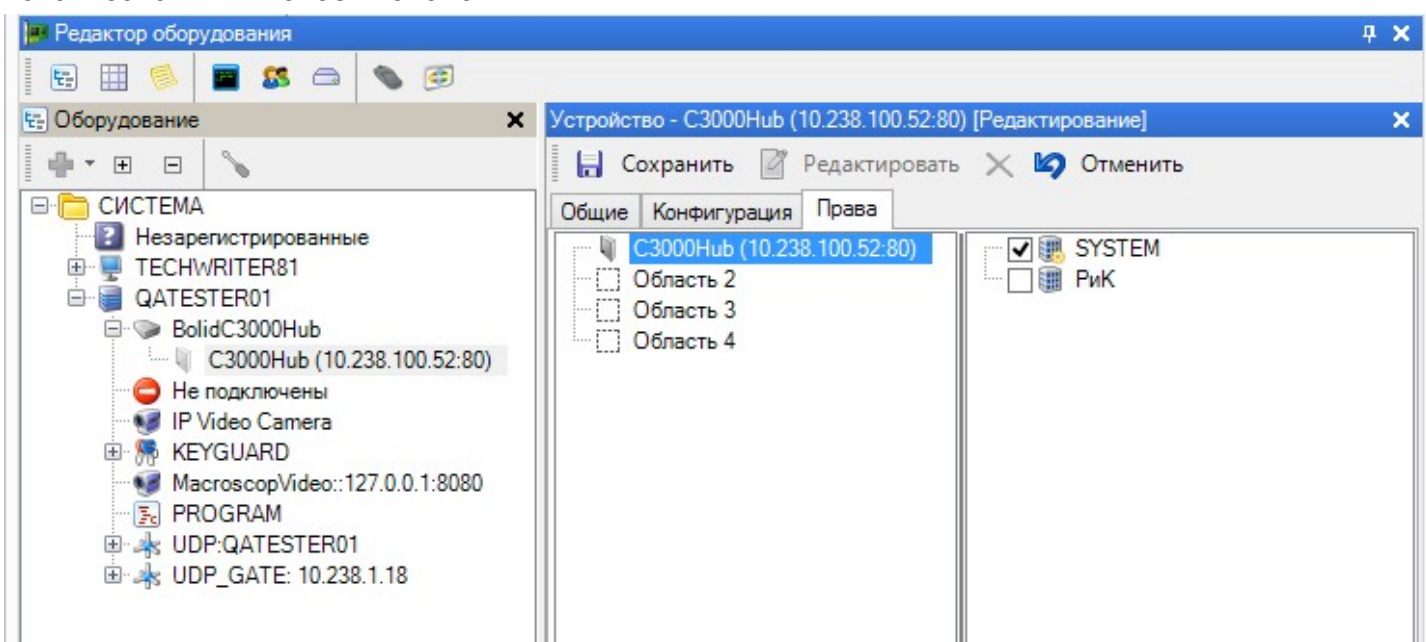 Редактор оборудования
Оборудование
СИСТЕМА
Незарегистрированные
TECHWRITER81
QATESTER01
BolidC3000Hub
C3000Hub (10.238.100.52:80)
Не подключены
IP Video Camera
KEYGUARD
MacroscopVideo::127.0.0.1:8080
PROGRAM
UDP:QATESTER01
UDP_GATE: 10.238.1.18
Устройство - C3000Hub (10.238.100.52:80) [Редактирование]
Сохранить Редактировать Отменить
Общие Конфигурация Права
C3000Hub (10.238.100.52:80)
Область 2
Область 3
Область 4
SYSTEM
РиК